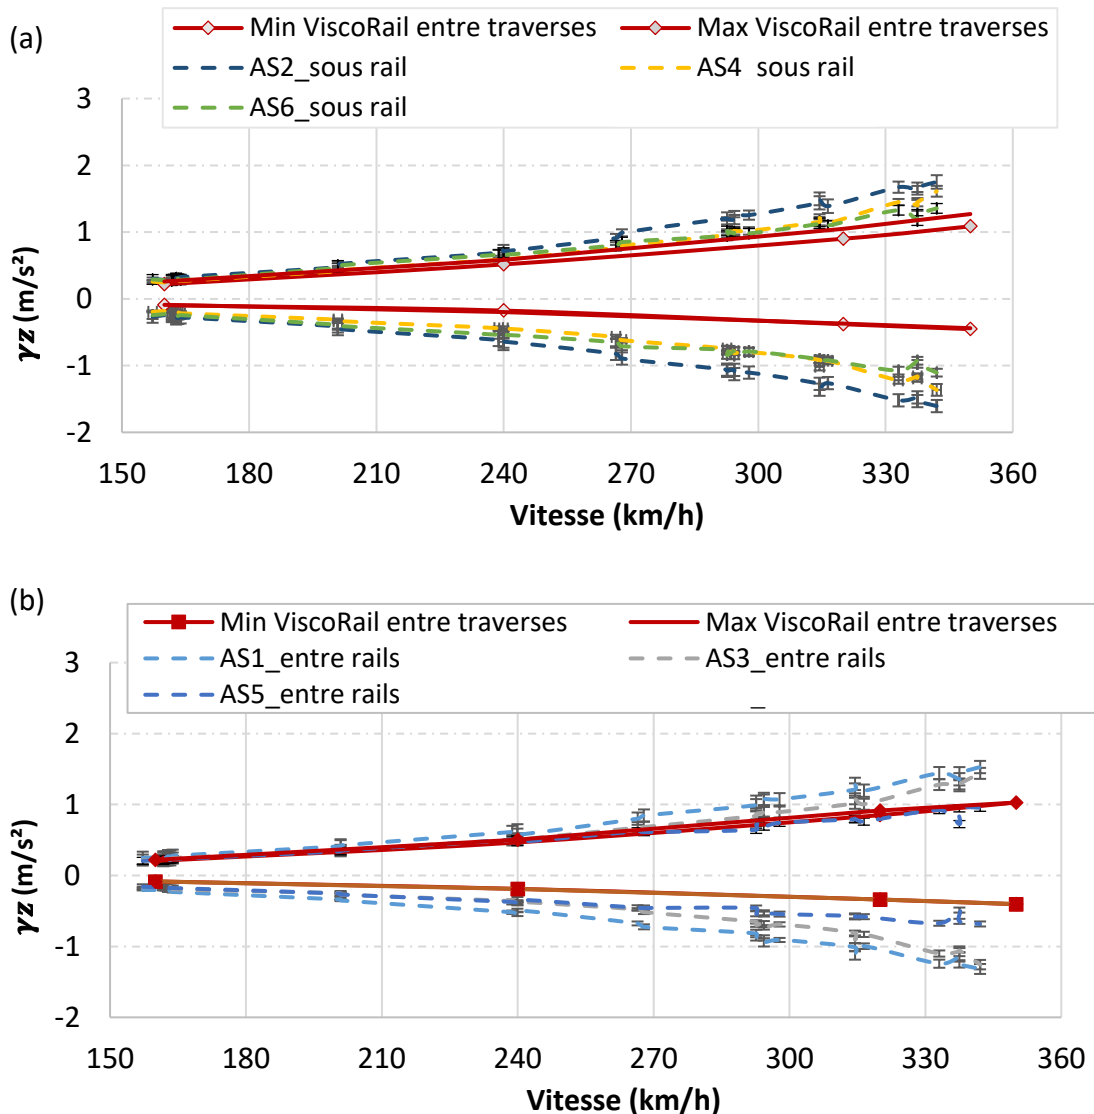 (a)
Min ViscoRail entre traverses Max ViscoRail entre traverses
AS2_sous rail AS4 sous rail
AS6_sous rail
3
2
1
0
-1
-2
γz (m/s²)
150 180 210 240 270 300 330 360
Vitesse (km/h)
(b)
Min ViscoRail entre traverses Max ViscoRail entre traverses
AS1_entre rails AS3_entre rails
AS5_entre rails
3
2
1
0
-1
-2
γz (m/s²)
150 180 210 240 270 300 330 360
Vitesse (km/h)